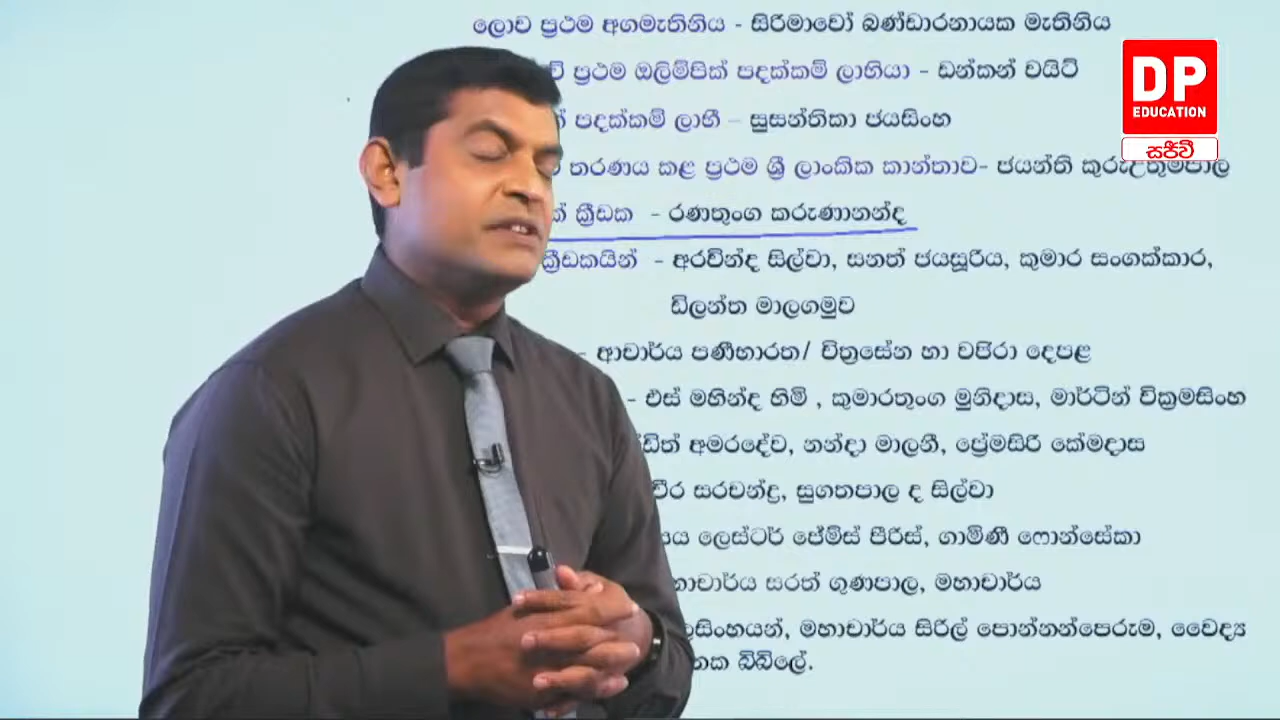 ලොව ප්‍රථම අගමැතිනිය - සිරිමාවෝ බණ්ඩාරනායක මැතිනිය
ප්‍රථම ඔලිම්පික් පදක්කම් ලාභියා - ඩන්කන් වයිට්
පදක්කම් ලාභී - සුසන්තිකා ජයසිංහ
තරණය කළ ප්‍රථම ශ්‍රී ලාංකික කාන්තාව- ජයන්ති කුරුඋතුම්පාල
ක්‍රීඩක - රණතුංග කරුණානන්ද
ක්‍රීඩකයින් - අරවින්ද සිල්වා, සනත් ජයසූරිය, කුමාර සංගක්කාර,
ඩිලන්ත මාලගමුව
- ආචාර්ය පණීභාරත/ චිත්‍රසේන හා වජිරා දෙපළ
- එස් මහින්ද හිමි , කුමාරතුංග මුනිදාස, මාර්ටින් වික්‍රමසිංහ
අමරදේව, නන්දා මාලනී, ප්‍රේමසිරි කේමදාස
සරච්චන්ද්‍ර, සුගතපාල ද සිල්වා
ලෙස්ටර් ජේම්ස් පීරිස්, ගාමිණී ෆොන්සේකා
සරත් ගුණපාල, මහාචාර්ය
මහාචාර්ය සිරිල් පොන්නන්පෙරුම, වෛද්‍ය
බිබිලේ.
DP
EDUCATION
සජීවී